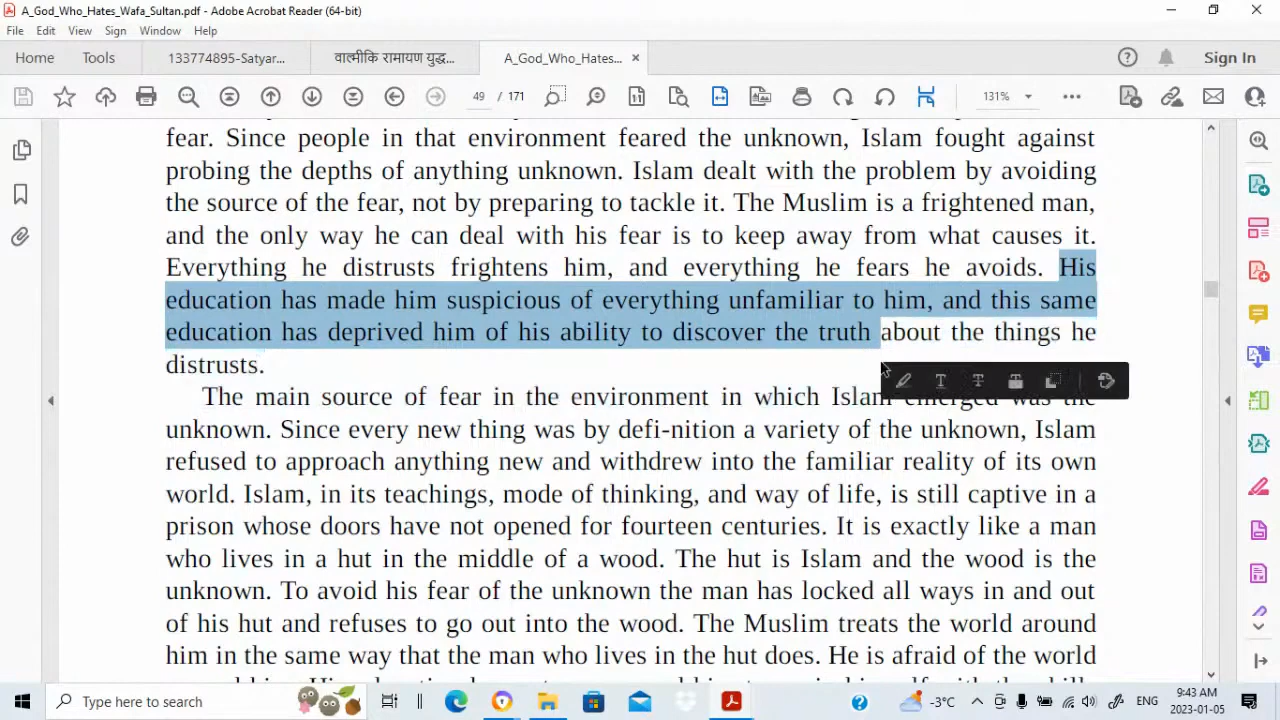 A_God_Who_Hates_Wafa_Sultan.pdf - Adobe Acrobat Reader (64-bit)
File Edit View Sign Window Help
Home Tools 133774895-Satyar... वाल्मीकि रामायण युद्ध... A_God_Who_Hates... Sign In
49 / 171 131%
fear. Since people in that environment feared the unknown, Islam fought against
probing the depths of anything unknown. Islam dealt with the problem by avoiding
the source of the fear, not by preparing to tackle it. The Muslim is a frightened man,
and the only way he can deal with his fear is to keep away from what causes it.
Everything he distrusts frightens him, and everything he fears he avoids. His
education has made him suspicious of everything unfamiliar to him, and this same
education has deprived him of his ability to discover the truth about the things he
distrusts.
The main source of fear in the environment in which Islam emerged was the
unknown. Since every new thing was by defi-nition a variety of the unknown, Islam
refused to approach anything new and withdrew into the familiar reality of its own
world. Islam, in its teachings, mode of thinking, and way of life, is still captive in a
prison whose doors have not opened for fourteen centuries. It is exactly like a man
who lives in a hut in the middle of a wood. The hut is Islam and the wood is the
unknown. To avoid his fear of the unknown the man has locked all ways in and out
of his hut and refuses to go out into the wood. The Muslim treats the world around
him in the same way that the man who lives in the hut does. He is afraid of the world
Type here to search
-3°C ENG 9:43 AM
2023-01-05